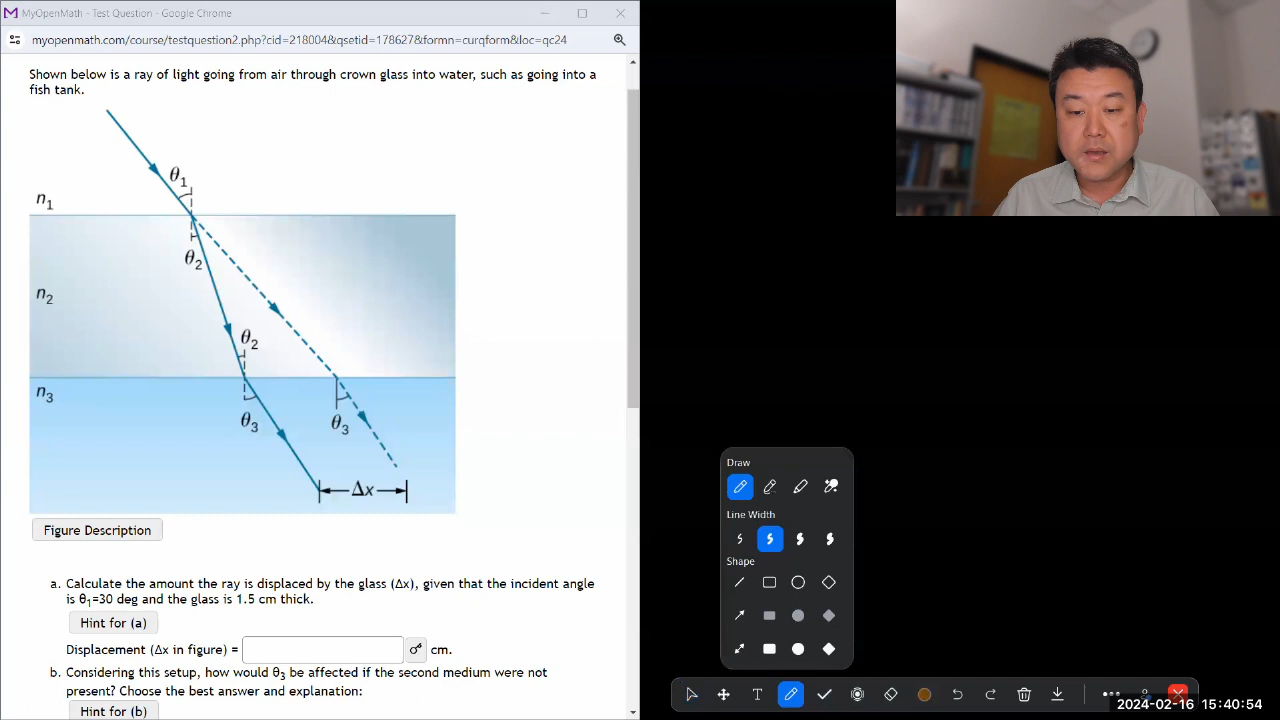 MyOpenMath - Test Question - Google Chrome
myopenmath.com/course/testquestion2.php?cid=218004&qsetid=178627&formn=curqform&loc=qc24
Shown below is a ray of light going from air through crown glass into water, such as going into a
fish tank.
θ1
n1
θ2
n2
θ2
n3
θ3
θ3
Δx
Figure Description
a. Calculate the amount the ray is displaced by the glass (Δx), given that the incident angle
is θ1=30 deg and the glass is 1.5 cm thick.
Hint for (a)
Displacement (Δx in figure) = cm.
b. Considering this setup, how would θ3 be affected if the second medium were not
present? Choose the best answer and explanation:
Hint for (b)
Draw
Line Width
Shape
T
2024-02-16 15:40:54